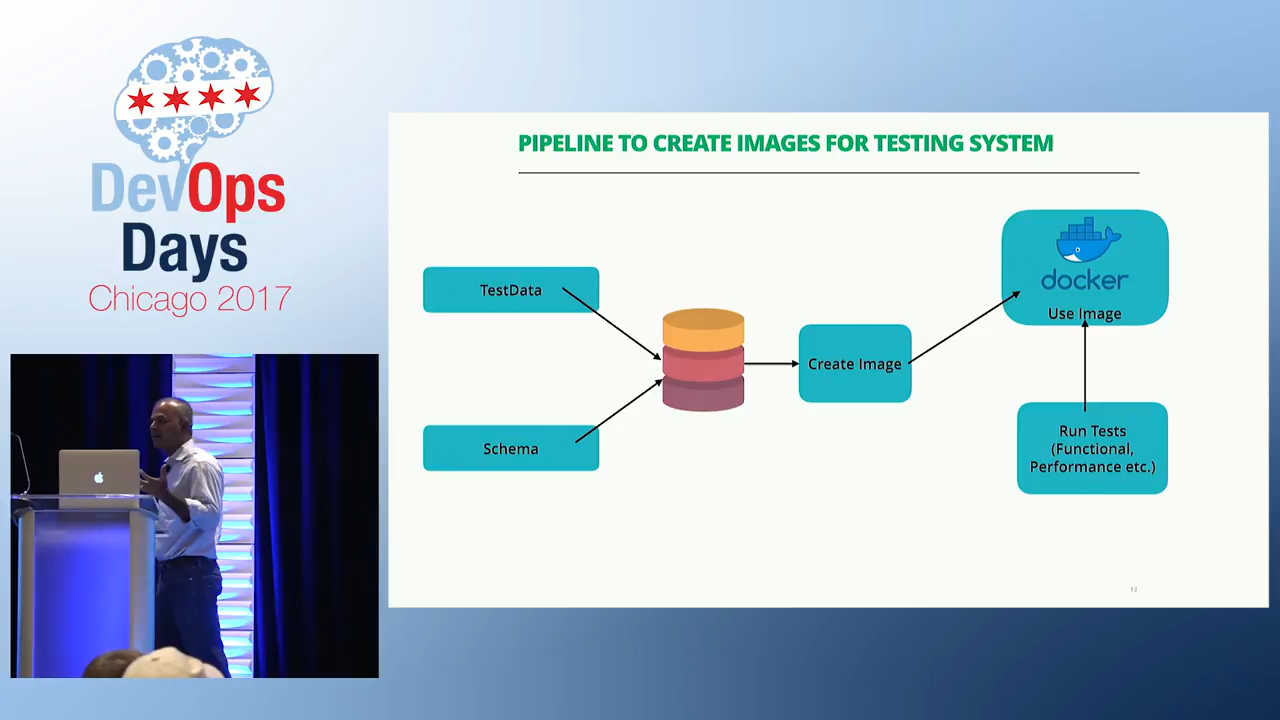 DevOps
Days
Chicago 2017
PIPELINE TO CREATE IMAGES FOR TESTING SYSTEM
TestData
Schema
Create Image
docker
Use Image
Run Tests
(Functional,
Performance etc.)